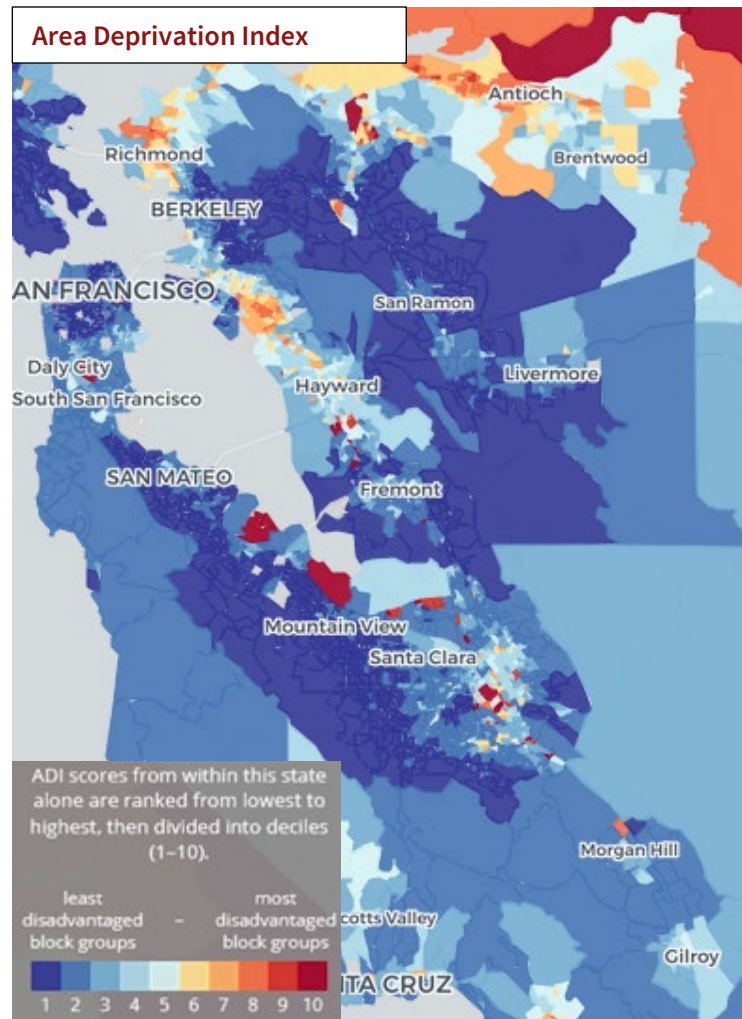 Area Deprivation Index
Antioch
Richmond
Brentwood
BERKELEY
AN FRANCISCO
San Ramon
Daly City
Hayward
Livermore
South San Francisco
SAN MATEO
Fremont
Mountain View
Santa Clara
ADI scores from within this state
alone are ranked from lowest to
highest, then divided into deciles
(1–10).
Morgan Hill
least – most
disadvantaged disadvantaged
block groups block groups
cotts Valley
Gilroy
TA CRUZ
1 2 3 4 5 6 7 8 9 10